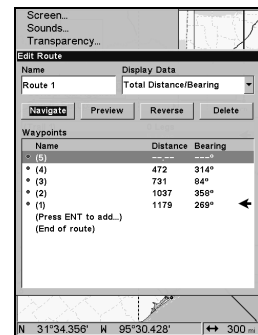 Screen...
Sounds...
Transparency...
Edit Route
Name Display Data
Route 1 Total Distance/Bearing
Navigate Preview Reverse Delete
Waypoints
Name Distance Bearing
(5) --.-- ---°
(4) 472 314°
(3) 731 84°
(2) 1037 358°
(1) 1179 269°
(Press ENT to add...)
(End of route)
N 31°34.356' W 95°30.428' ↔ 300 mi